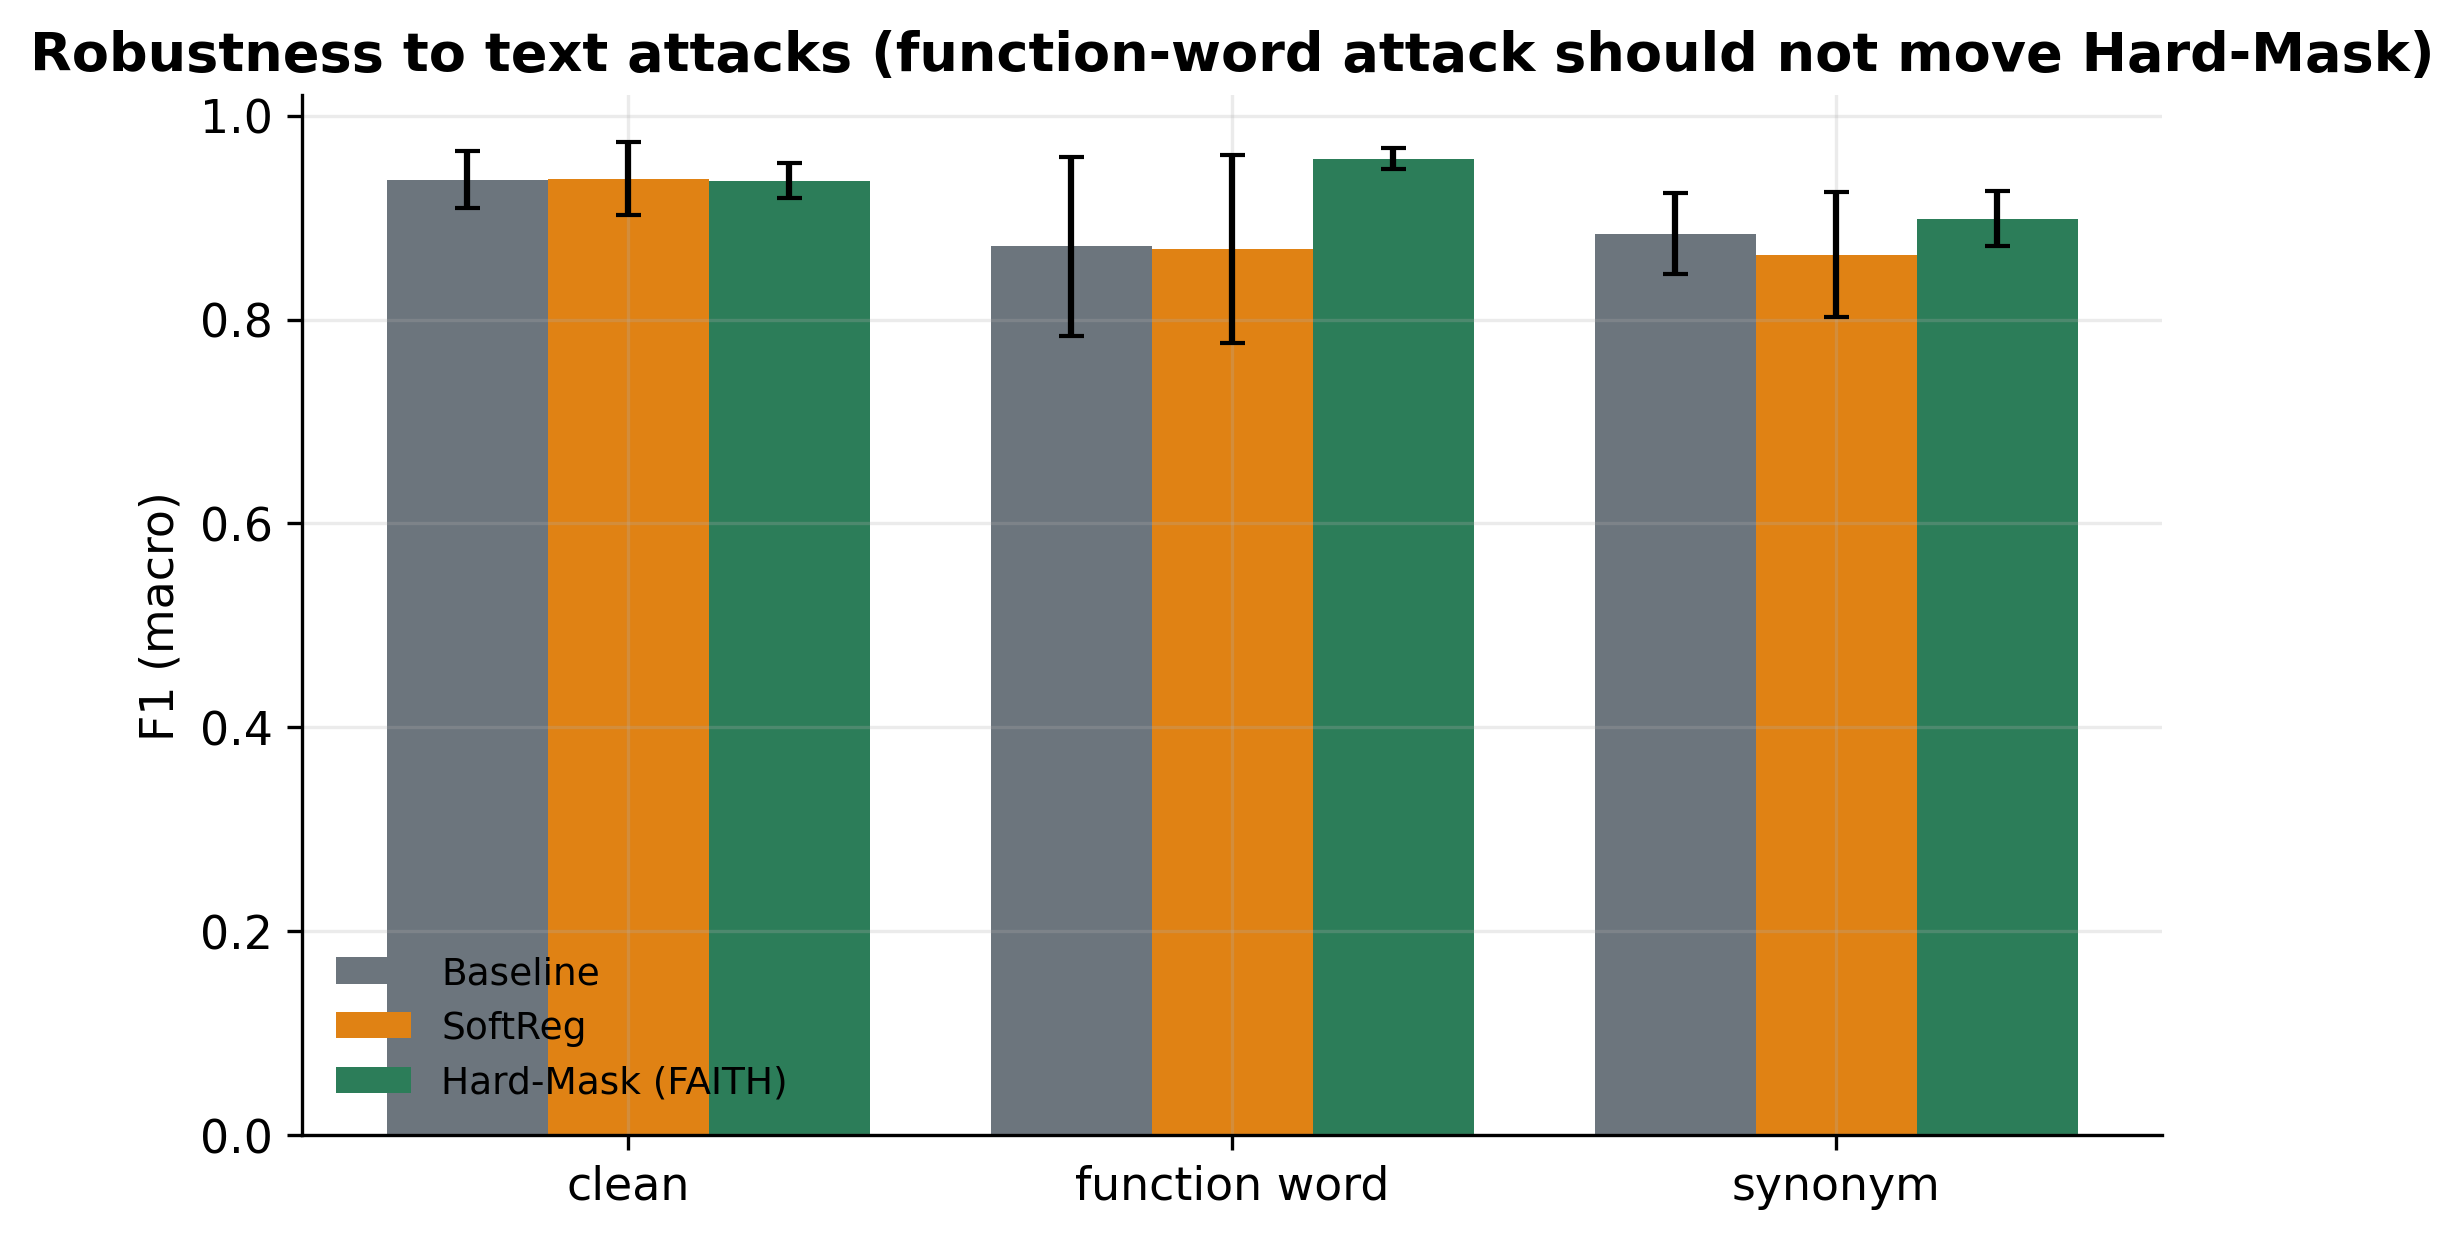 Robustness to text attacks (function-word attack should not move Hard-Mask)
1.0
0.8
0.6
0.4
0.2
0.0
F1 (macro)
Baseline
SoftReg
Hard-Mask (FAITH)
clean
function word
synonym